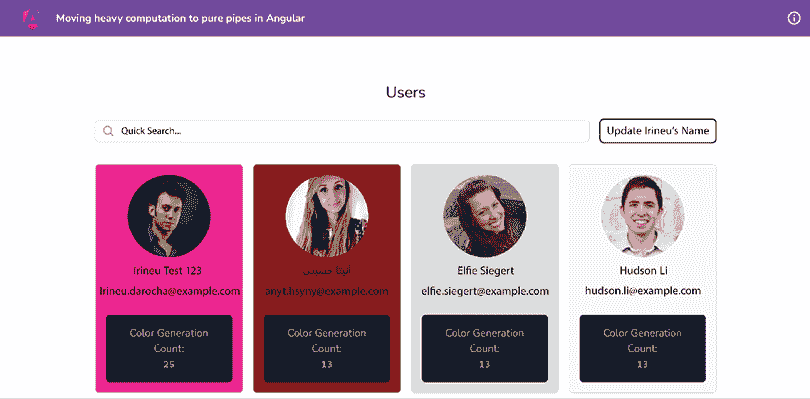 Moving heavy computation to pure pipes in Angular
Users
Quick Search...
Update Irineu's Name
Irineu Test 123
Irineu.darocha@example.com
Color Generation
Count:
25
آنیتا حسینی
anyt.hsyny@example.com
Color Generation
Count:
13
Elfie Siegert
elfie.siegert@example.com
Color Generation
Count:
13
Hudson Li
hudson.li@example.com
Color Generation
Count:
13